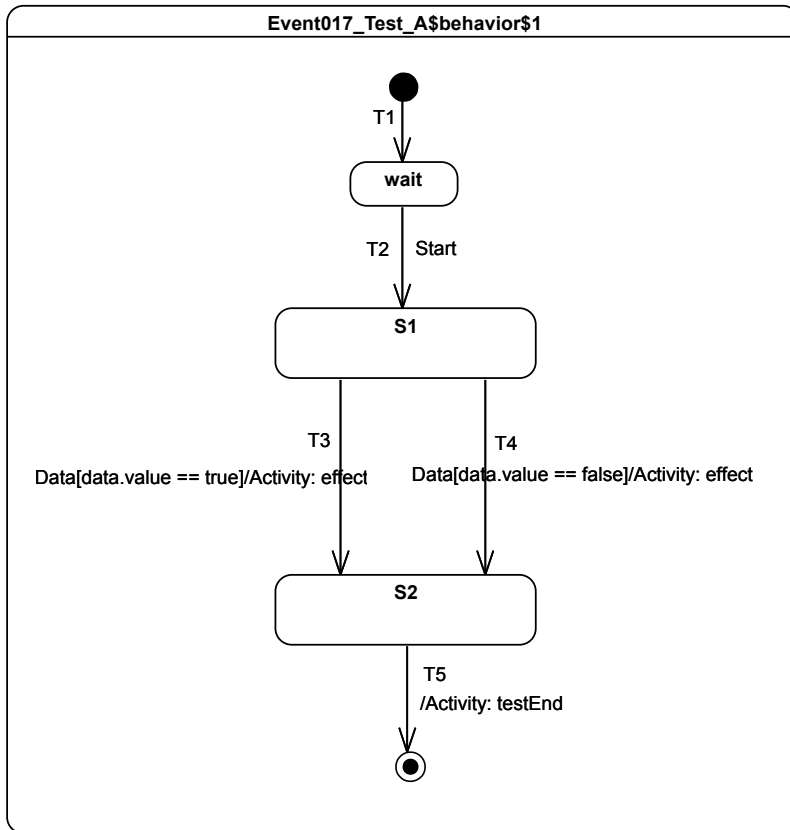 Event017_Test_A$behavior$1
T1
wait
T2 Start
S1
T3
T4
Data[data.value == true]/Activity: effect
Data[data.value == false]/Activity: effect
S2
T5
/Activity: testEnd